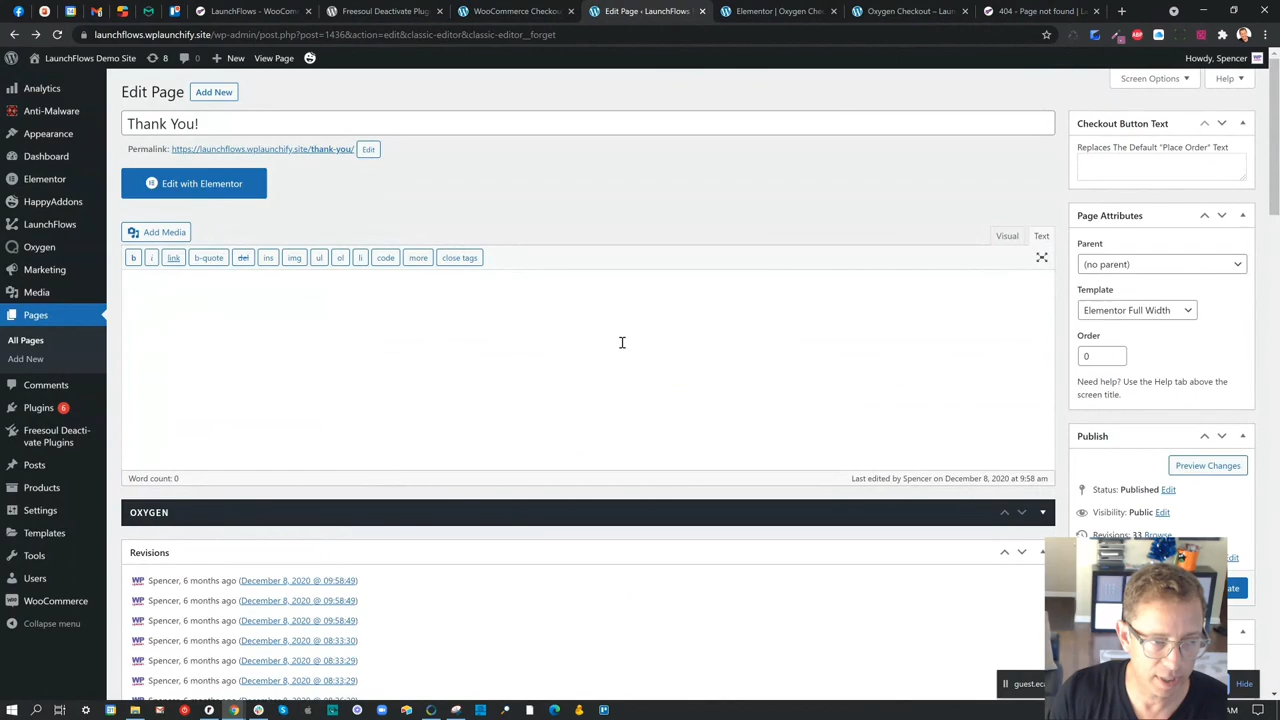 LaunchFlows - WooComm
Freesoul Deactivate Plug
WooCommerce Checkou
Edit Page ‹ LaunchFlows
Elementor | Oxygen Che
Oxygen Checkout – Laun
404 - Page not found | L
launchflows.wplaunchify.site/wp-admin/post.php?post=1436&action=edit&classic-editor&classic-editor__forget
LaunchFlows Demo Site
8
0
New
View Page
Howdy, Spencer
Analytics
Anti-Malware
Appearance
Dashboard
Elementor
HappyAddons
LaunchFlows
Oxygen
Marketing
Media
Pages
All Pages
Add New
Comments
Plugins 6
Freesoul Deacti-
vate Plugins
Posts
Products
Settings
Templates
Tools
Users
WooCommerce
Collapse menu
Screen Options
Help
Edit Page
Add New
Thank You!
Permalink: https://launchflows.wplaunchify.site/thank-you/ Edit
Edit with Elementor
Add Media
Visual
Text
b
i
link
b-quote
del
ins
img
ul
ol
li
code
more
close tags
Word count: 0
Last edited by Spencer on December 8, 2020 at 9:58 am
OXYGEN
Revisions
Spencer, 6 months ago (December 8, 2020 @ 09:58:49)
Spencer, 6 months ago (December 8, 2020 @ 09:58:49)
Spencer, 6 months ago (December 8, 2020 @ 09:58:49)
Spencer, 6 months ago (December 8, 2020 @ 08:33:30)
Spencer, 6 months ago (December 8, 2020 @ 08:33:29)
Spencer, 6 months ago (December 8, 2020 @ 08:33:29)
Checkout Button Text
Replaces The Default "Place Order" Text
Page Attributes
Parent
(no parent)
Template
Elementor Full Width
Order
0
Need help? Use the Help tab above the
screen title.
Publish
Preview Changes
Status: Published Edit
Visibility: Public Edit
Revisions: 33 Browse
Edit
ate
guest.eca
Hide
AM